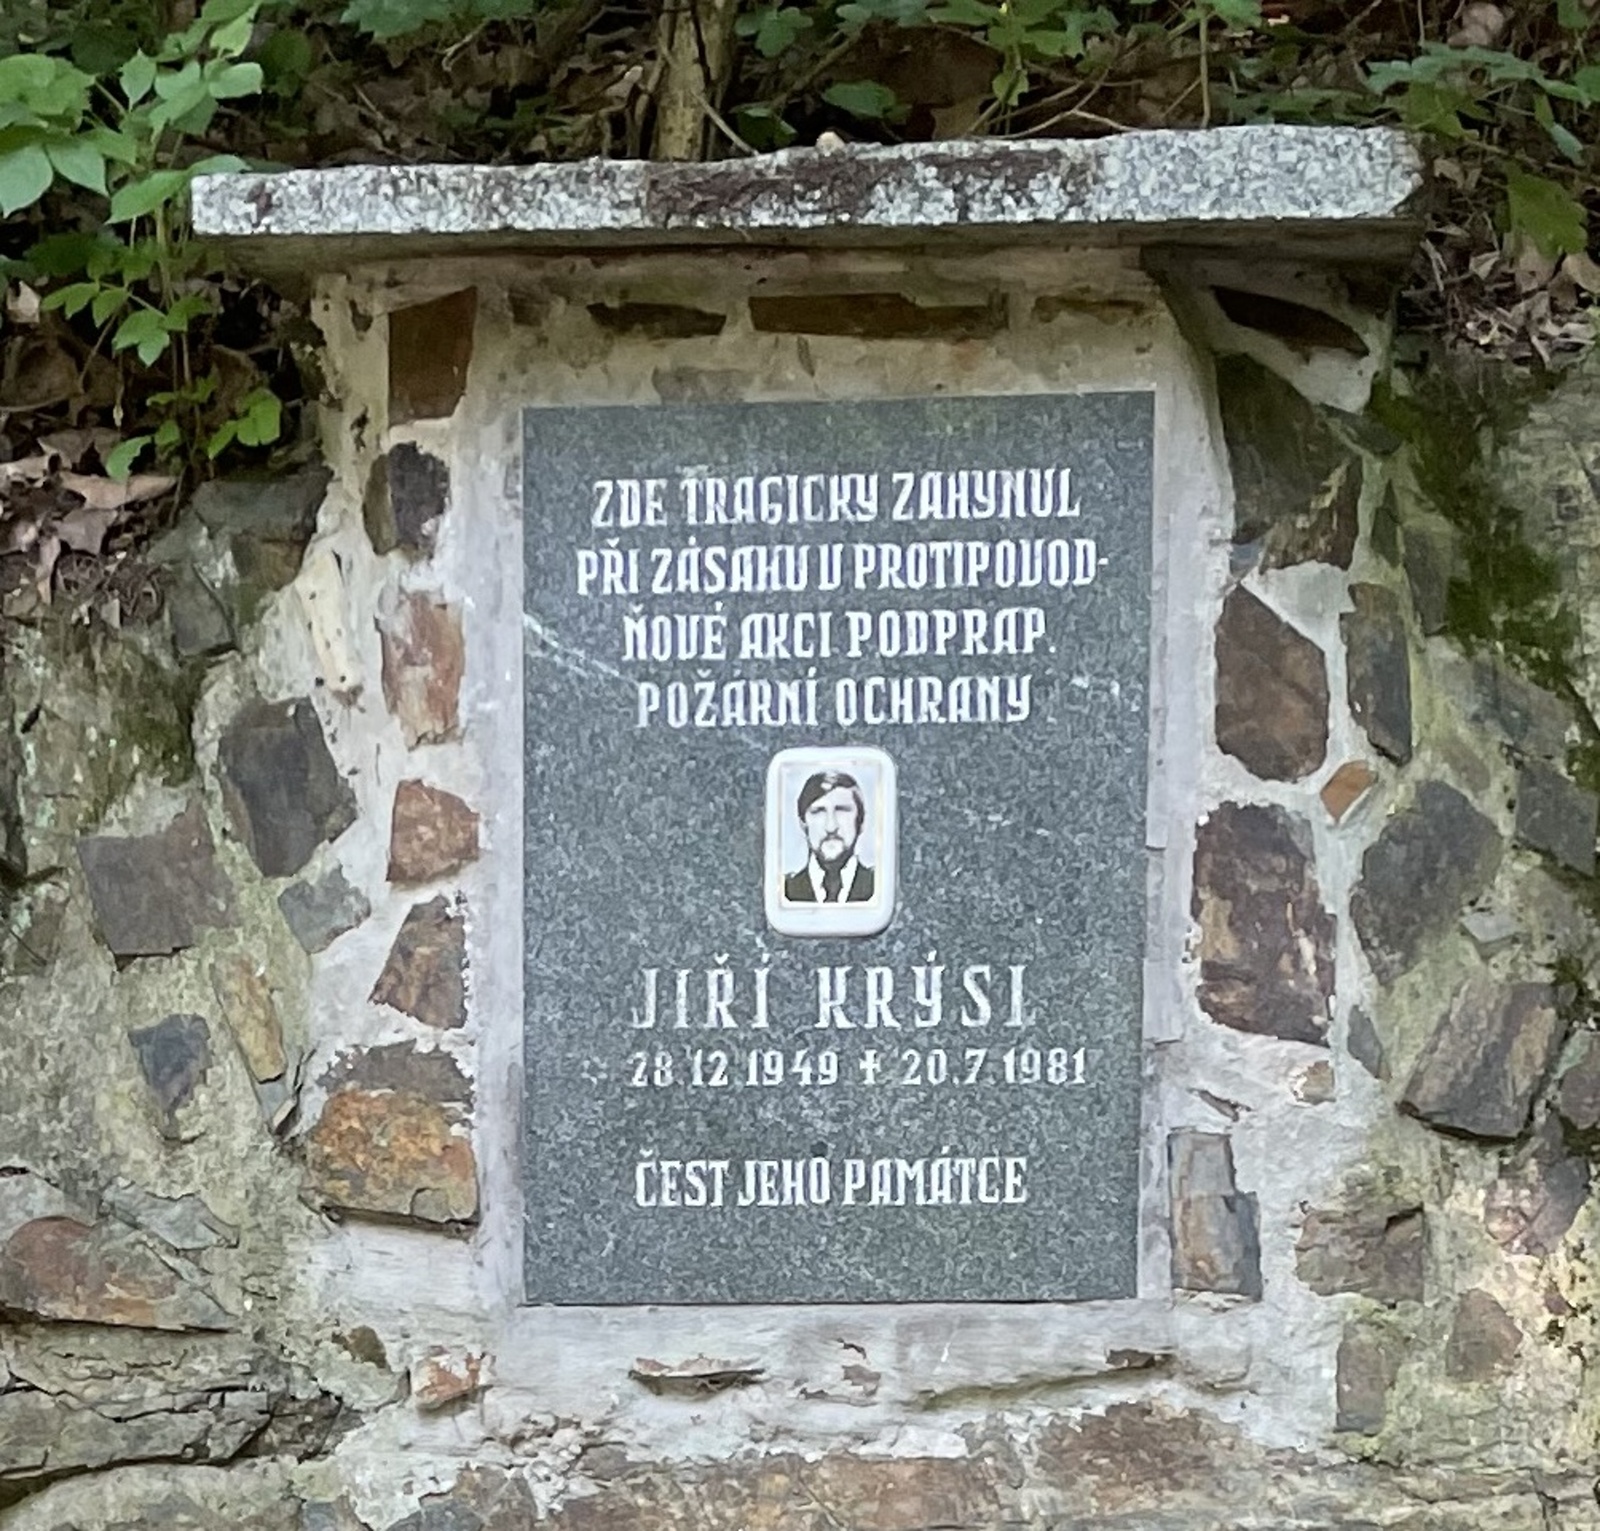 ZDE TRAGICKY ZAHYNUL
PŘI ZÁSAHU V PROTIPOVOD-
ŇOVÉ AKCI PODPRAP.
POŽÁRNÍ OCHRANY
JIŘÍ KRÝSL
28.12.1949 ✝ 20.7.1981
ČEST JEHO PAMÁTCE